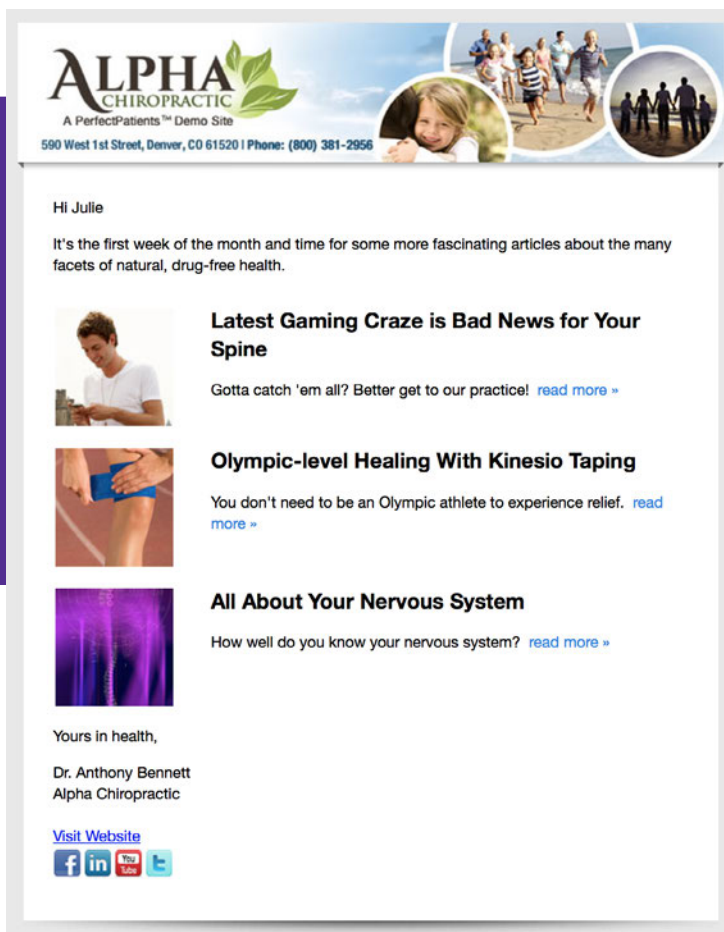 ALPHA
CHIROPRACTIC
A PerfectPatients™ Demo Site
590 West 1st Street, Denver, CO 61520 | Phone: (800) 381-2956
Hi Julie
It's the first week of the month and time for some more fascinating articles about the many
facets of natural, drug-free health.
Latest Gaming Craze is Bad News for Your
Spine
Gotta catch 'em all? Better get to our practice! read more »
Olympic-level Healing With Kinesio Taping
You don't need to be an Olympic athlete to experience relief. read
more »
All About Your Nervous System
How well do you know your nervous system? read more »
Yours in health,
Dr. Anthony Bennett
Alpha Chiropractic
Visit Website
f in You Tube t